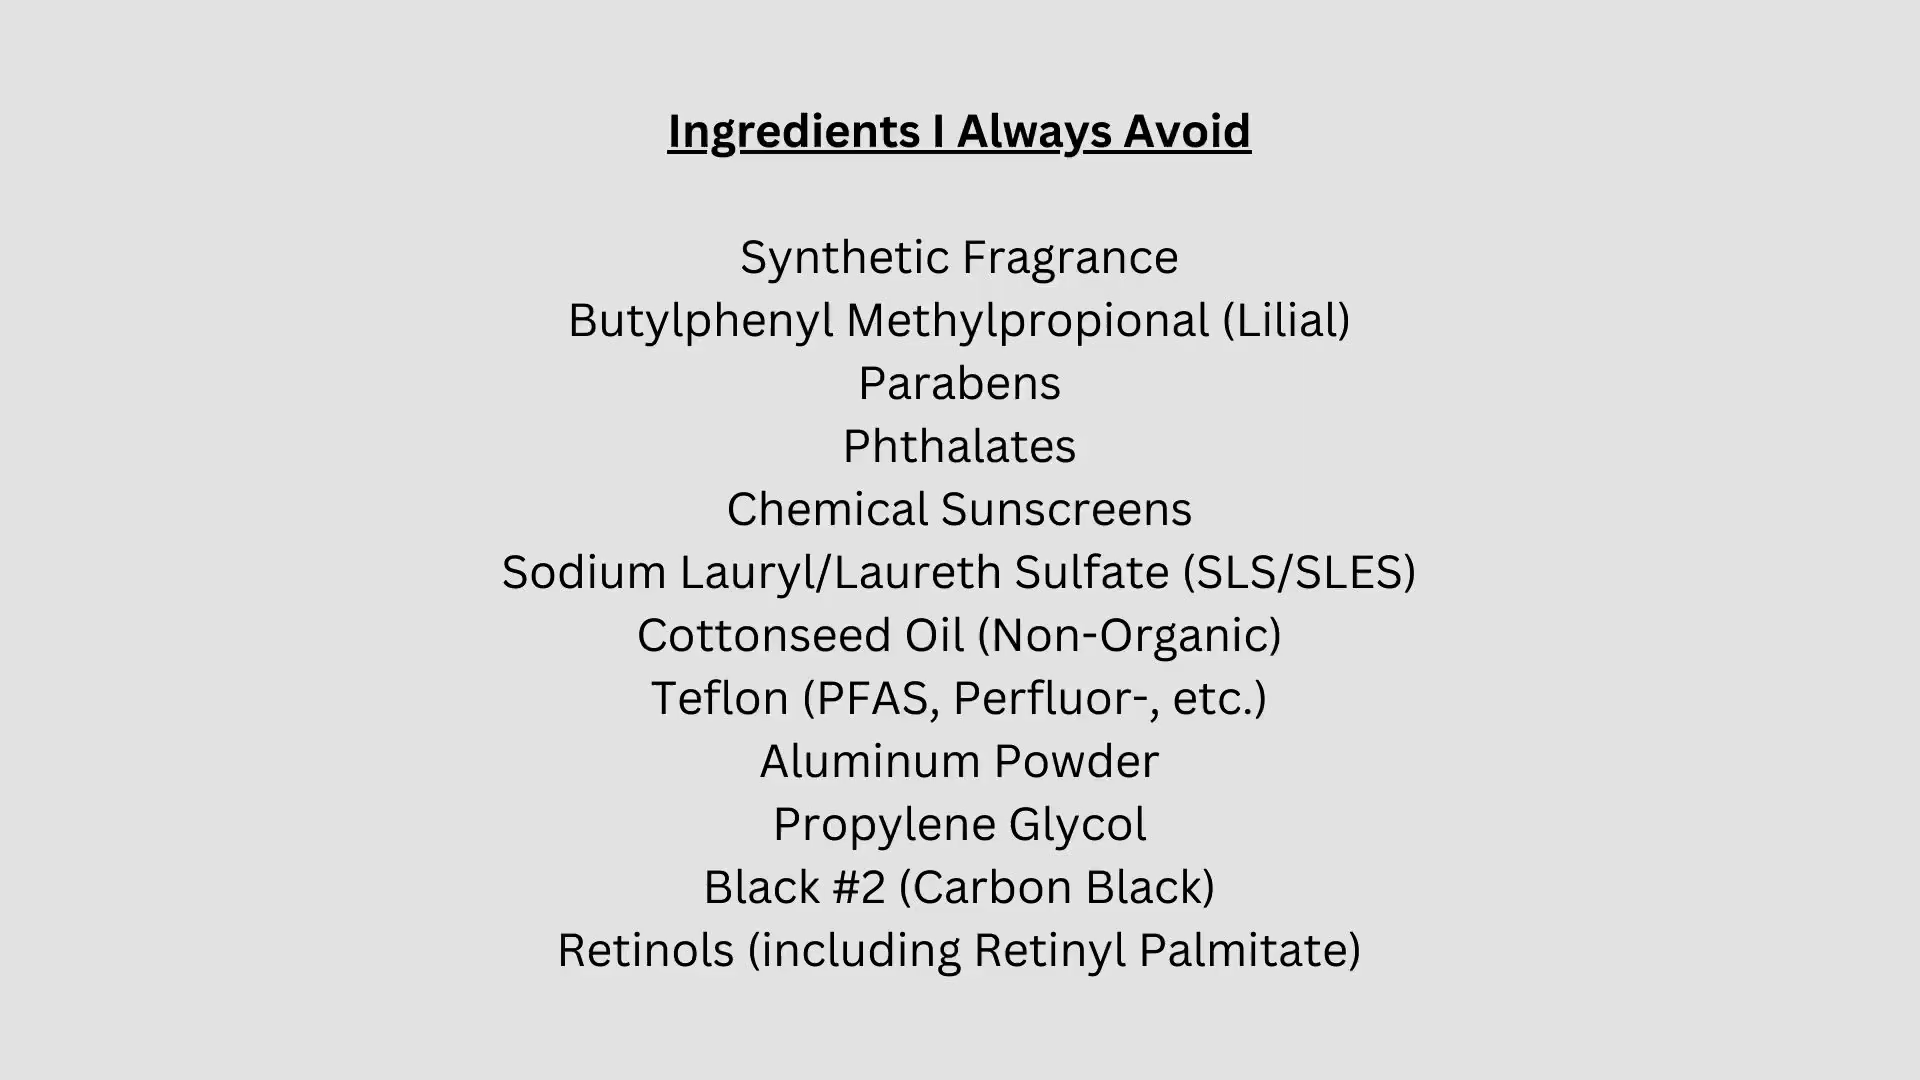 Ingredients I Always Avoid
Synthetic Fragrance
Butylphenyl Methylpropional (Lilial)
Parabens
Phthalates
Chemical Sunscreens
Sodium Lauryl/Laureth Sulfate (SLS/SLES)
Cottonseed Oil (Non-Organic)
Teflon (PFAS, Perfluor-, etc.)
Aluminum Powder
Propylene Glycol
Black #2 (Carbon Black)
Retinols (including Retinyl Palmitate)